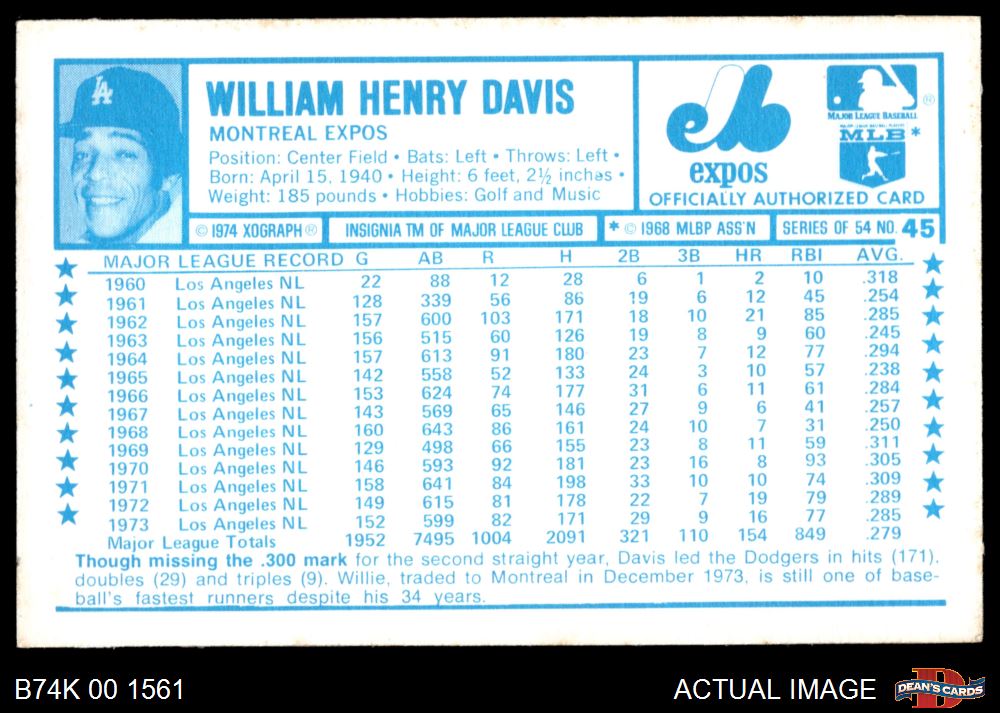 LA
WILLIAM HENRY DAVIS
MONTREAL EXPOS
Position: Center Field • Bats: Left • Throws: Left •
Born: April 15, 1940 • Height: 6 feet, 2½ inches •
Weight: 185 pounds • Hobbies: Golf and Music
expos
MAJOR LEAGUE BASEBALL ®
MLB *
OFFICIALLY AUTHORIZED CARD
© 1974 XOGRAPH ® INSIGNIA TM OF MAJOR LEAGUE CLUB * © 1968 MLBP ASS'N SERIES OF 54 NO. 45
MAJOR LEAGUE RECORD G AB R H 2B 3B HR RBI AVG.
1960 Los Angeles NL 22 88 12 28 6 1 2 10 .318
1961 Los Angeles NL 128 339 56 86 19 6 12 45 .254
1962 Los Angeles NL 157 600 103 171 18 10 21 85 .285
1963 Los Angeles NL 156 515 60 126 19 8 9 60 .245
1964 Los Angeles NL 157 613 91 180 23 7 12 77 .294
1965 Los Angeles NL 142 558 52 133 24 3 10 57 .238
1966 Los Angeles NL 153 624 74 177 31 6 11 61 .284
1967 Los Angeles NL 143 569 65 146 27 9 6 41 .257
1968 Los Angeles NL 160 643 86 161 24 10 7 31 .250
1969 Los Angeles NL 129 498 66 155 23 8 11 59 .311
1970 Los Angeles NL 146 593 92 181 23 16 8 93 .305
1971 Los Angeles NL 158 641 84 198 33 10 10 74 .309
1972 Los Angeles NL 149 615 81 178 22 7 19 79 .289
1973 Los Angeles NL 152 599 82 171 29 9 16 77 .285
Major League Totals 1952 7495 1004 2091 321 110 154 849 .279
Though missing the .300 mark for the second straight year, Davis led the Dodgers in hits (171),
doubles (29) and triples (9). Willie, traded to Montreal in December 1973, is still one of base-
ball's fastest runners despite his 34 years.
B74K 00 1561
ACTUAL IMAGE
DEAN'S CARDS